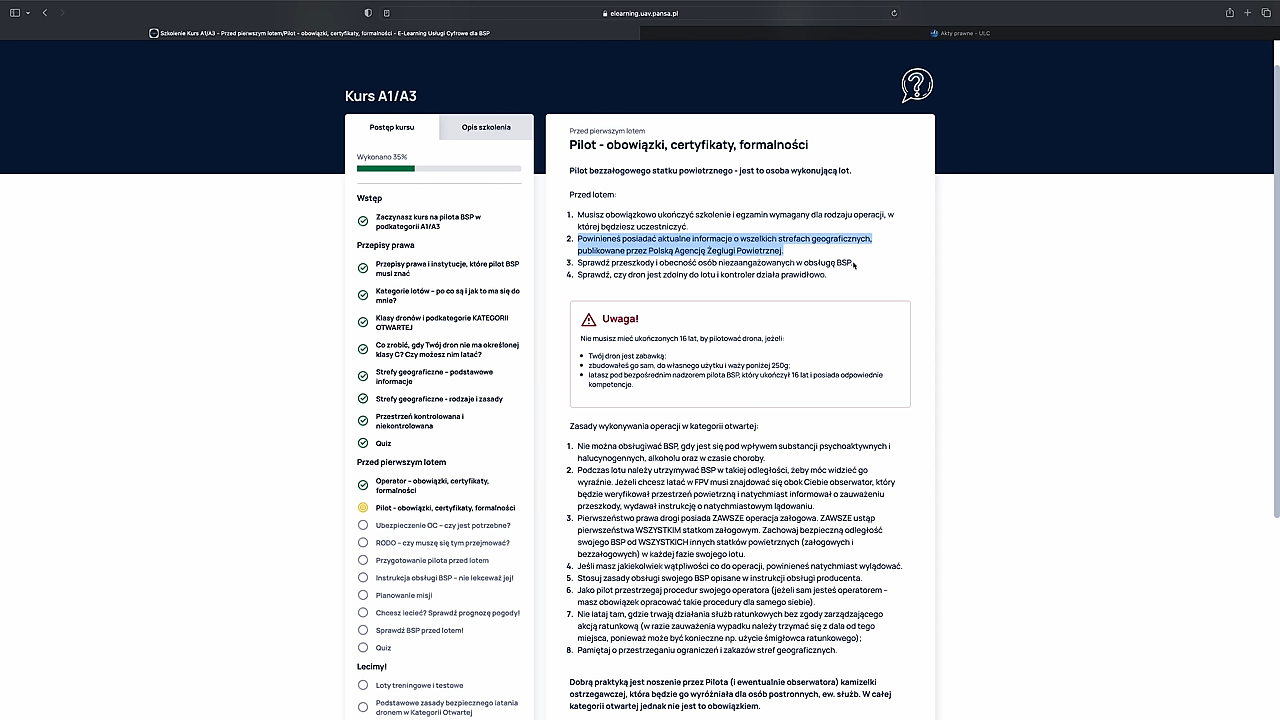 elearning.uav.pansa.pl
Szkolenie Kurs A1/A3 - Przed pierwszym lotem/Pilot - obowiązki, certyfikaty, formalności - E-Learning Usługi Cyfrowe dla BSP
Akty prawne - ULC
Kurs A1/A3
Postęp kursu
Opis szkolenia
Wykonano 35%
Wstęp
Zaczynasz kurs na pilota BSP w
podkategorii A1/A3
Przepisy prawa
Przepisy prawa i instytucje, które pilot BSP
musi znać
Kategorie lotów – po co są i jak to ma się do
mnie?
Klasy dronów i podkategorie KATEGORII
OTWARTEJ
Co zrobić, gdy Twój dron nie ma określonej
klasy C? Czy możesz nim latać?
Strefy geograficzne – podstawowe
informacje
Strefy geograficzne - rodzaje i zasady
Przestrzeń kontrolowana i
niekontrolowana
Quiz
Przed pierwszym lotem
Operator – obowiązki, certyfikaty,
formalności
Pilot - obowiązki, certyfikaty, formalności
Ubezpieczenie OC – czy jest potrzebne?
RODO – czy muszę się tym przejmować?
Przygotowanie pilota przed lotem
Instrukcja obsługi BSP – nie lekceważ jej!
Planowanie misji
Chcesz lecieć? Sprawdź prognozę pogody!
Sprawdź BSP przed lotem!
Quiz
Lecimy!
Loty treningowe i testowe
Podstawowe zasady bezpiecznego latania
dronem w Kategorii Otwartej
Przed pierwszym lotem
Pilot - obowiązki, certyfikaty, formalności
Pilot bezzałogowego statku powietrznego - jest to osoba wykonującą lot.
Przed lotem:
1. Musisz obowiązkowo ukończyć szkolenie i egzamin wymagany dla rodzaju operacji, w
której będziesz uczestniczyć.
2. Powinieneś posiadać aktualne informacje o wszelkich strefach geograficznych,
publikowane przez Polską Agencję Żeglugi Powietrznej.
3. Sprawdź przeszkody i obecność osób niezaangażowanych w obsługę BSP.
4. Sprawdź, czy dron jest zdolny do lotu i kontroler działa prawidłowo.
Uwaga!
Nie musisz mieć ukończonych 16 lat, by pilotować drona, jeżeli:
• Twój dron jest zabawką;
• zbudowałeś go sam, do własnego użytku i waży poniżej 250g;
• latasz pod bezpośrednim nadzorem pilota BSP, który ukończył 16 lat i posiada odpowiednie
kompetencje.
Zasady wykonywania operacji w kategorii otwartej:
1. Nie można obsługiwać BSP, gdy jest się pod wpływem substancji psychoaktywnych i
halucynogennych, alkoholu oraz w czasie choroby.
2. Podczas lotu należy utrzymywać BSP w takiej odległości, żeby móc widzieć go
wyraźnie. Jeżeli chcesz latać w FPV musi znajdować się obok Ciebie obserwator, który
będzie weryfikował przestrzeń powietrzną i natychmiast informował o zauważeniu
przeszkody, wydawał instrukcję o natychmiastowym lądowaniu.
3. Pierwszeństwo prawa drogi posiada ZAWSZE operacja załogowa. ZAWSZE ustąp
pierwszeństwa WSZYSTKIM statkom załogowym. Zachowaj bezpieczną odległość
swojego BSP od WSZYSTKICH innych statków powietrznych (załogowych i
bezzałogowych) w każdej fazie swojego lotu.
4. Jeśli masz jakiekolwiek wątpliwości co do operacji, powinieneś natychmiast wylądować.
5. Stosuj zasady obsługi swojego BSP opisane w instrukcji obsługi producenta.
6. Jako pilot przestrzegaj procedur swojego operatora (jeżeli sam jesteś operatorem –
masz obowiązek opracować takie procedury dla samego siebie).
7. Nie lataj tam, gdzie trwają działania służb ratunkowych bez zgody zarządzającego
akcją ratunkową (w razie zauważenia wypadku należy trzymać się z dala od tego
miejsca, ponieważ może być konieczne np. użycie śmigłowca ratunkowego);
8. Pamiętaj o przestrzeganiu ograniczeń i zakazów stref geograficznych.
Dobrą praktyką jest noszenie przez Pilota (i ewentualnie obserwatora) kamizelki
ostrzegawczej, która będzie go wyróżniała dla osób postronnych, ew. służb. W całej
kategorii otwartej jednak nie jest to obowiązkiem.